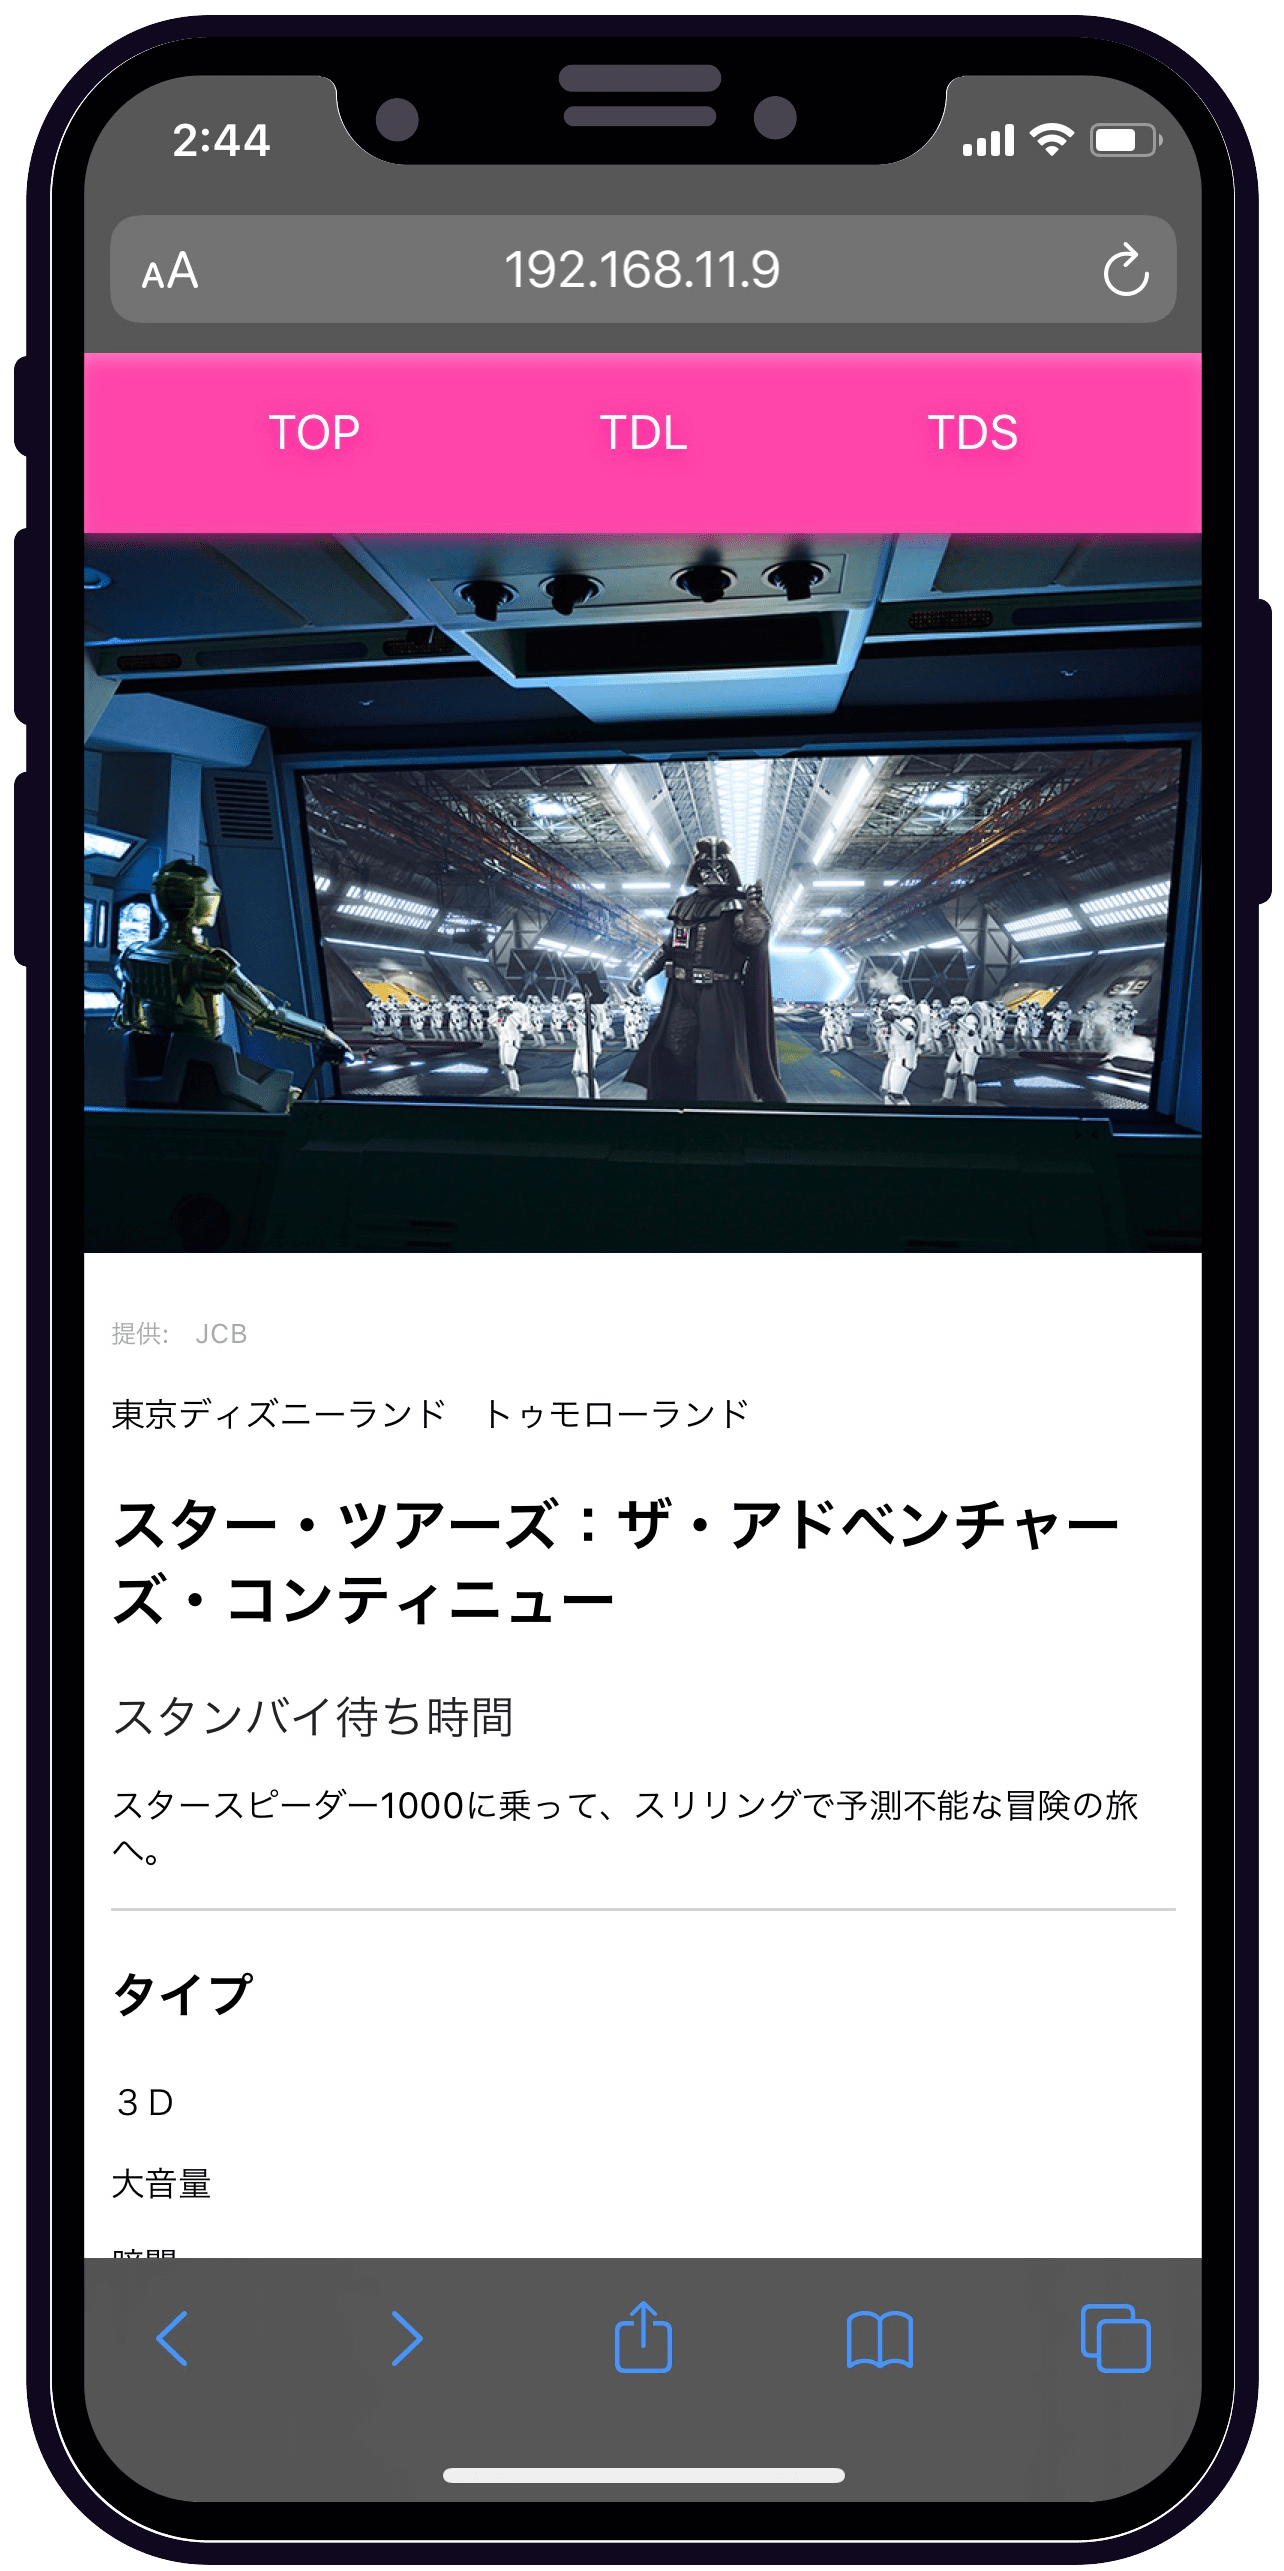 2:44
AA 192.168.11.9
TOP TDL TDS
提供: JCB
東京ディズニーランド トゥモローランド
スター・ツアーズ：ザ・アドベンチャー
ズ・コンティニュー
スタンバイ待ち時間
スタースピーダー1000に乗って、スリリングで予測不能な冒険の旅
へ。
タイプ
３Ｄ
大音量